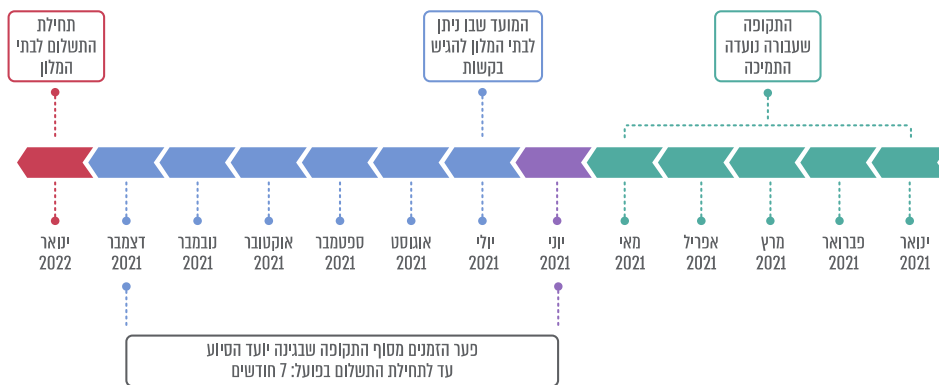 התקופה
שעבורה נועדה
התמיכה
המועד שבו ניתן
לבתי המלון להגיש
בקשות
תחילת
התשלום לבתי
המלון
ינואר
2021
פברואר
2021
מרץ
2021
אפריל
2021
מאי
2021
יוני
2021
יולי
2021
אוגוסט
2021
ספטמבר
2021
אוקטובר
2021
נובמבר
2021
דצמבר
2021
ינואר
2022
פער הזמנים מסוף התקופה שבגינה יועד הסיוע
עד לתחילת התשלום בפועל: 7 חודשים